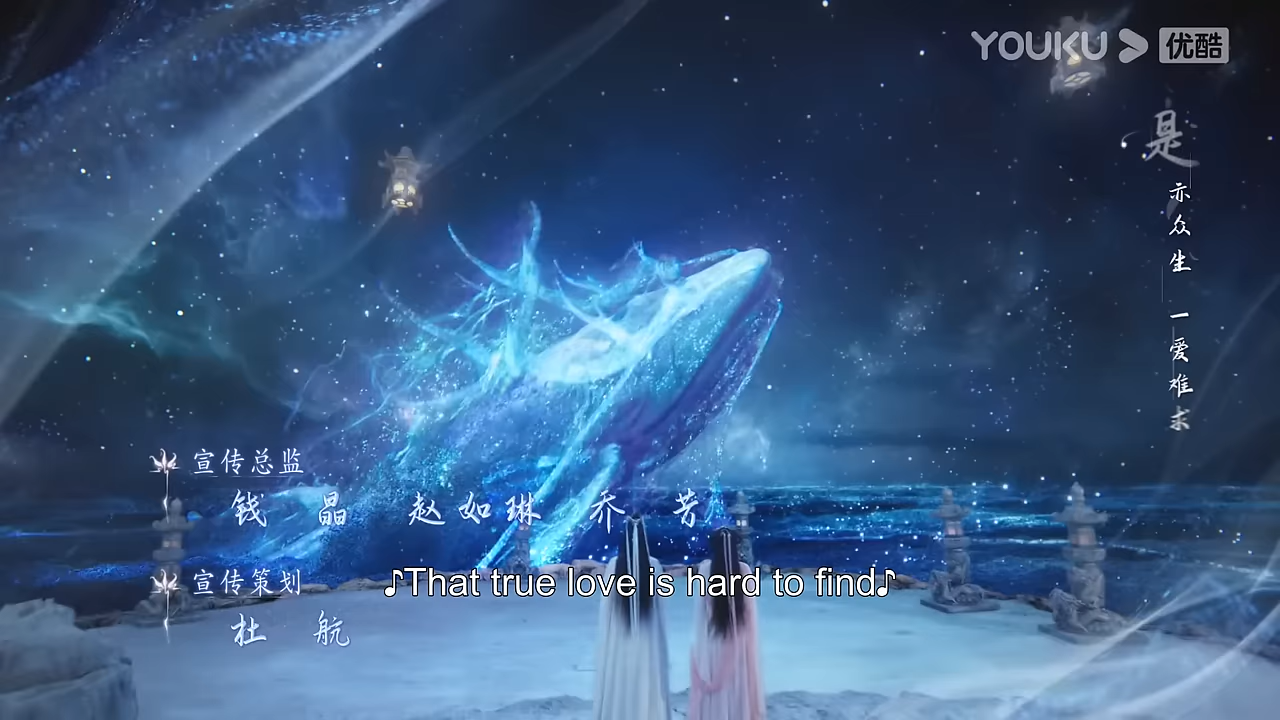 YOUKU 优酷
是
亦众生 一爱难求
宣传总监
钱 晶 赵如琳 乔 芳
♪That true love is hard to find♪
宣传策划
杜 航